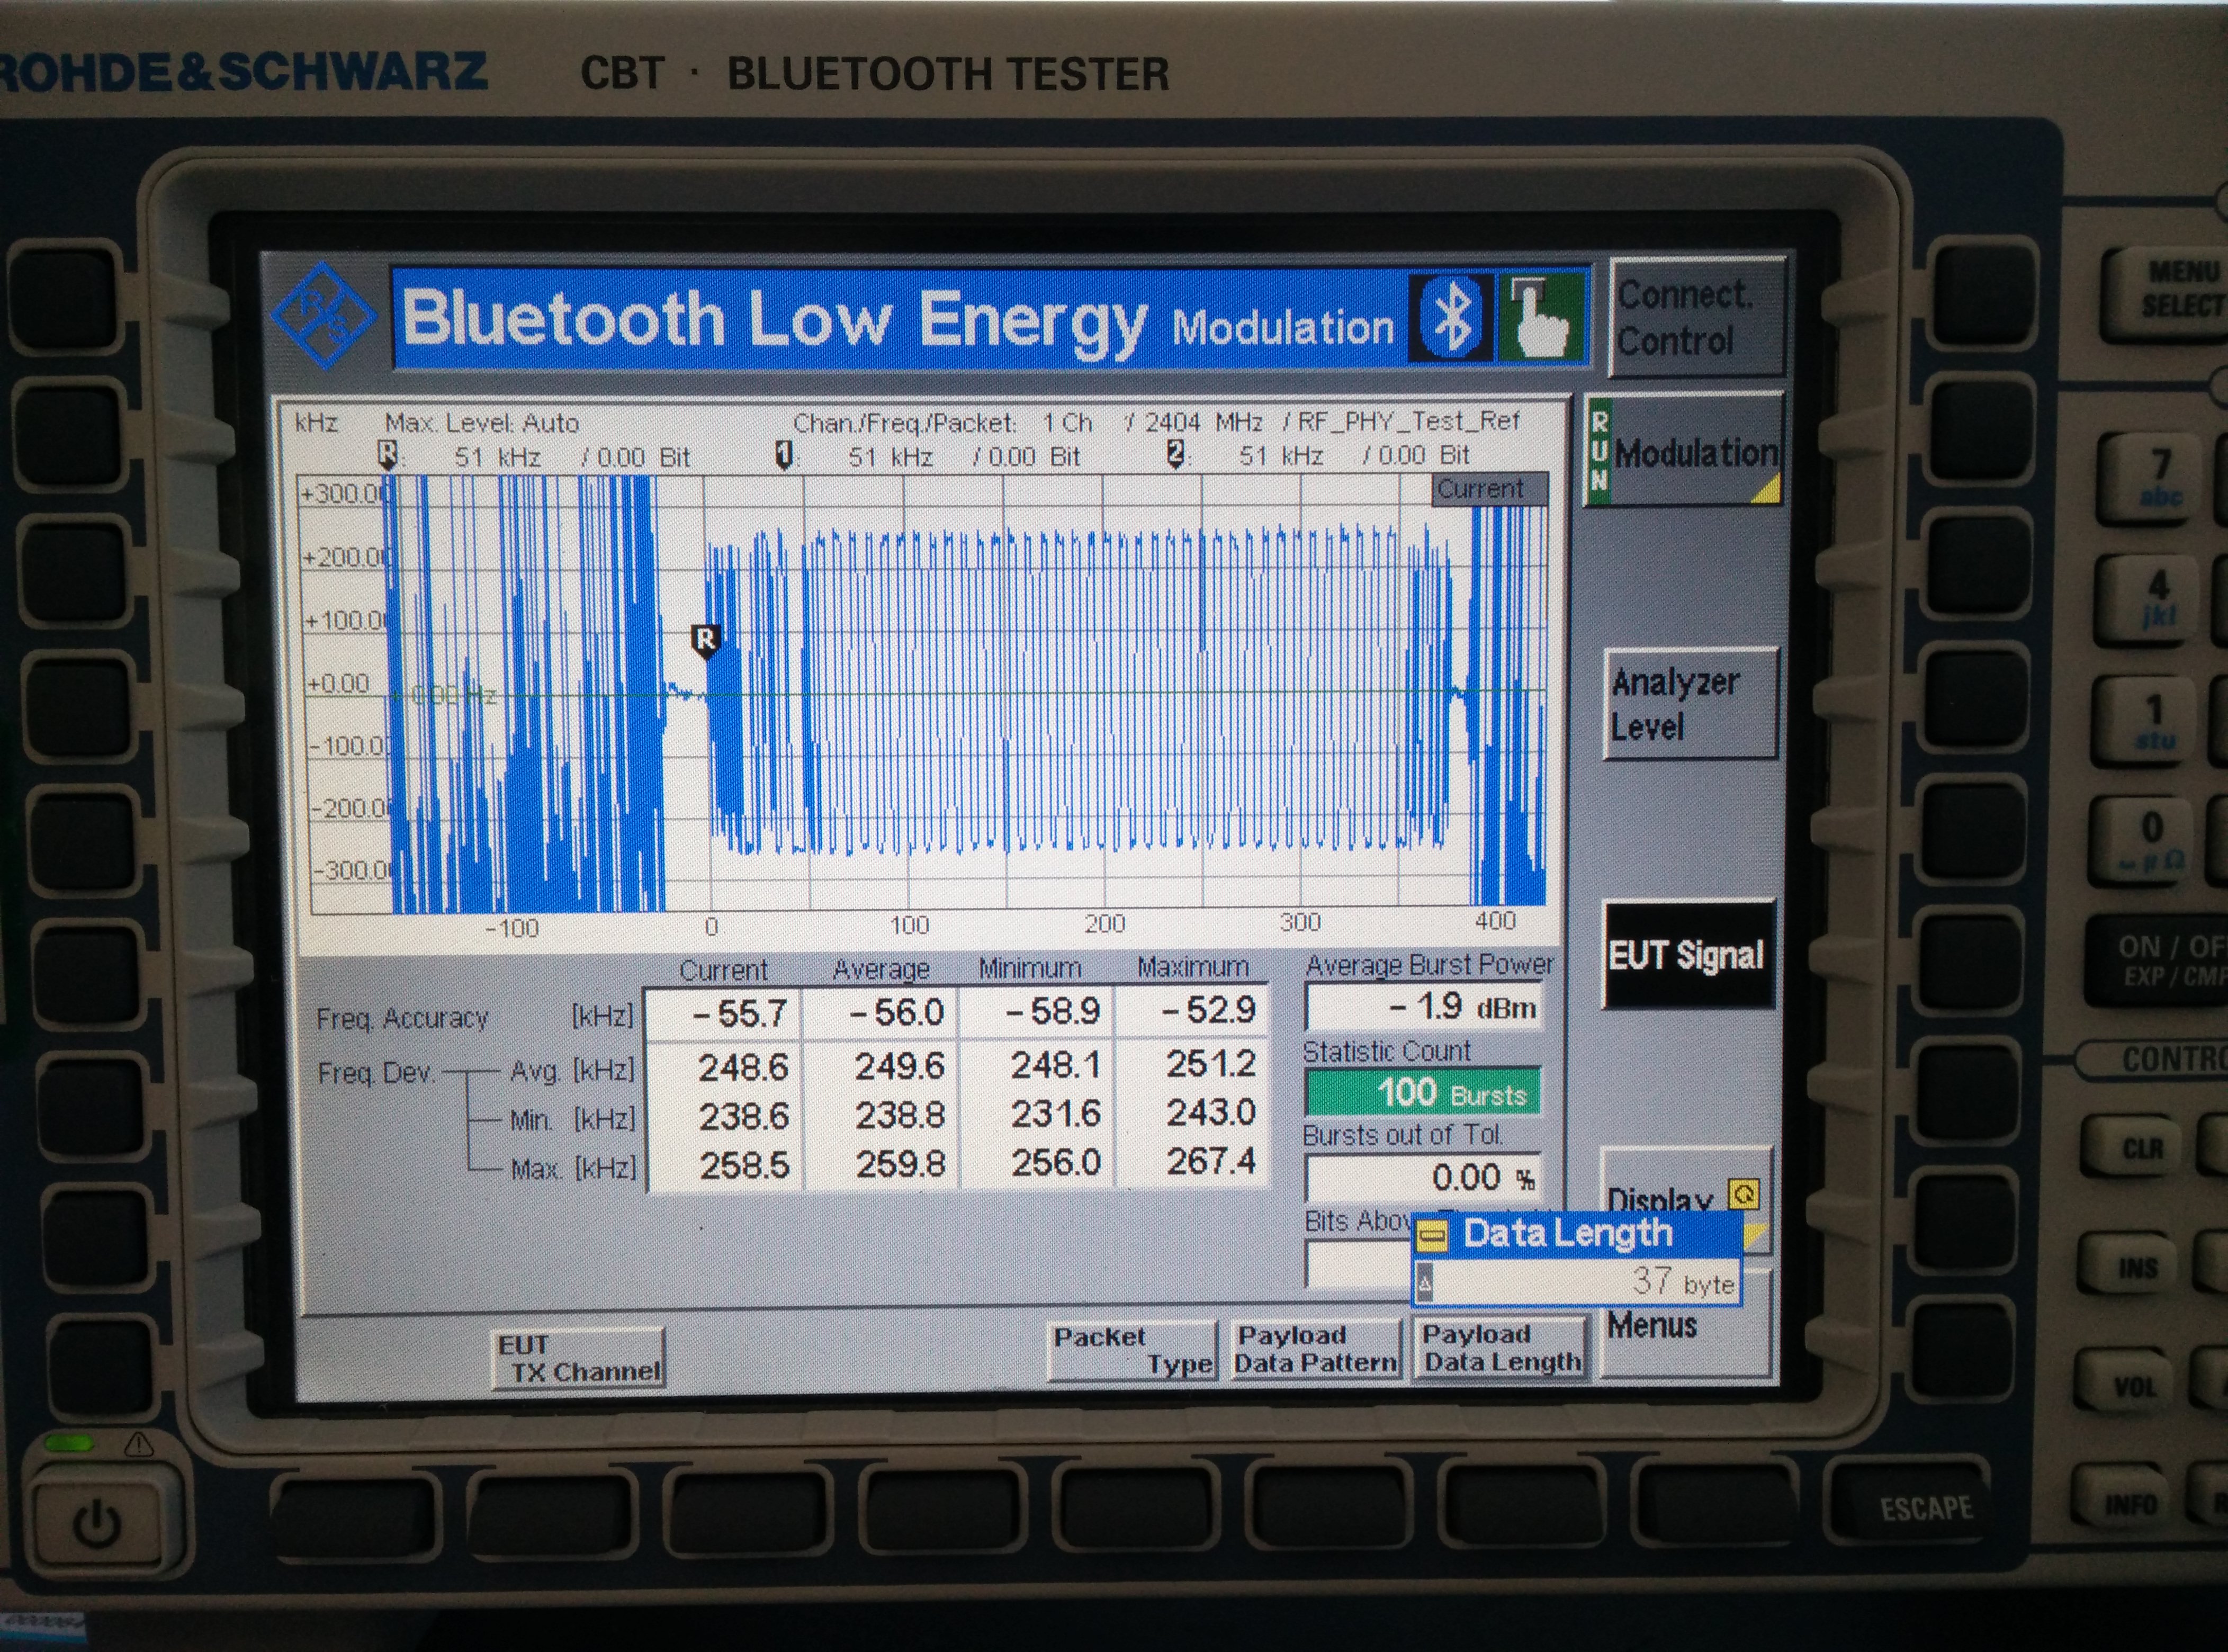 ROHDE&SCHWARZ CBT · BLUETOOTH TESTER
Bluetooth Low Energy Modulation
Connect.
Control
MENU
SELECT
kHz Max. Level: Auto Chan./Freq./Packet: 1 Ch / 2404 MHz / RF_PHY_Test_Ref
R: 51 kHz / 0.00 Bit 1: 51 kHz / 0.00 Bit 2: 51 kHz / 0.00 Bit
RUN
Modulation
Current
+300.00
+200.00
+100.00
+0.00
-100.0
-200.00
-300.00
R
-100 0 100 200 300 400
Analyzer
Level
EUT Signal
7
abc
4
jkl
1
stu
0
ON / OF
EXP / CMP
Current Average Minimum Maximum
Freq. Accuracy [kHz] -55.7 -56.0 -58.9 -52.9
Freq. Dev. Avg. [kHz] 248.6 249.6 248.1 251.2
Min. [kHz] 238.6 238.8 231.6 243.0
Max. [kHz] 258.5 259.8 256.0 267.4
Average Burst Power
-1.9 dBm
Statistic Count
100 Bursts
Bursts out of Tol.
0.00 %
Bits Abov
Data Length
37 byte
Display
Menus
EUT
TX Channel
Packet
Type
Payload
Data Pattern
Payload
Data Length
CONTRO
CLR
INS
VOL
INFO
ESCAPE